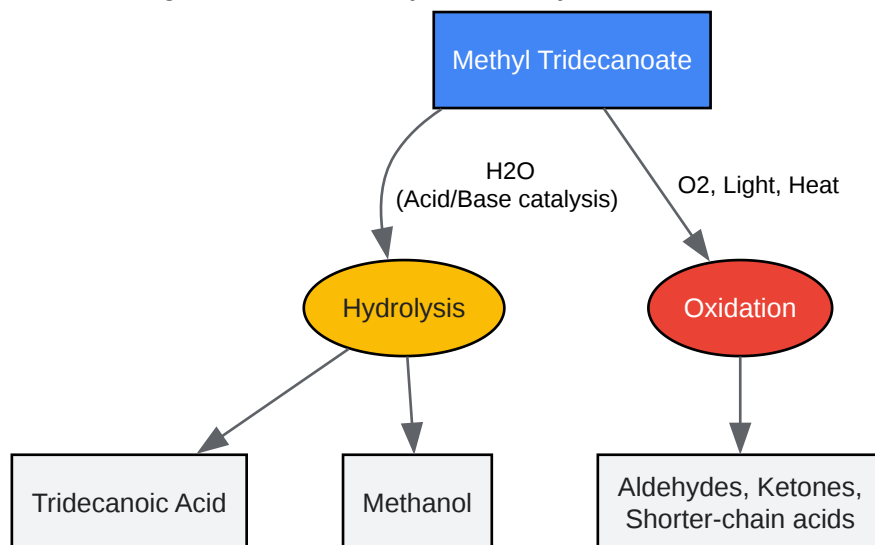 Methyl Tridecanoate
H2O
(Acid/Base catalysis)
O2, Light, Heat
Hydrolysis
Oxidation
Tridecanoic Acid
Methanol
Aldehydes, Ketones,
Shorter-chain acids